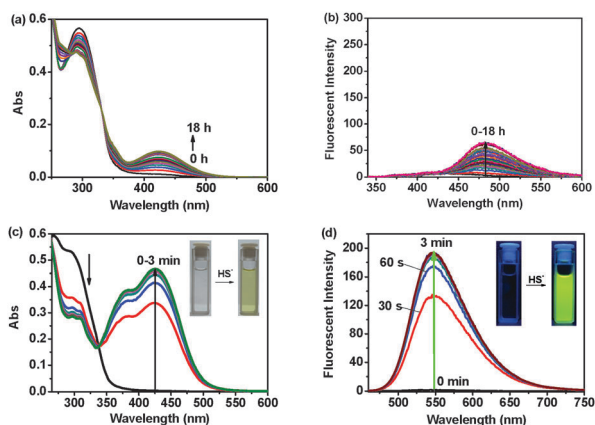 (a)
0.6
0.4
0.2
0.0
Abs
18 h
0 h
300 400 500 600
Wavelength (nm)
(b)
300
250
200
150
100
50
0
Fluorescent Intensity
0-18 h
350 400 450 500 550 600
Wavelength (nm)
(c)
0.6
0.5
0.4
0.3
0.2
0.1
0.0
Abs
0-3 min
HS-
300 350 400 450 500 550 600
Wavelength (nm)
(d)
200
160
120
80
40
0
Fluorescent Intensity
3 min
60 s
30 s
0 min
HS-
500 550 600 650 700 750
Wavelength (nm)